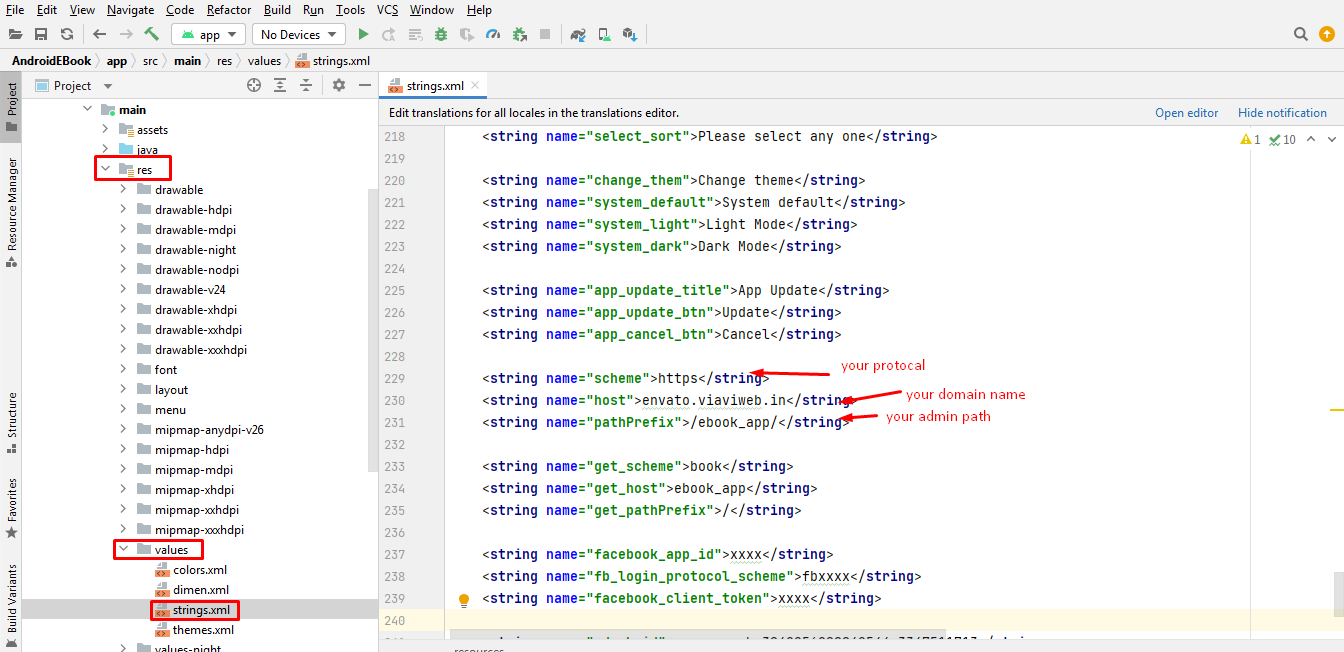 File Edit View Navigate Code Refactor Build Run Tools VCS Window Help
app No Devices
AndroidEBook app src main res values strings.xml
Project
strings.xml
Project
Resource Manager
Structure
Favorites
Build Variants
main
assets
java
res
drawable
drawable-hdpi
drawable-mdpi
drawable-night
drawable-nodpi
drawable-v24
drawable-xhdpi
drawable-xxhdpi
drawable-xxxhdpi
font
layout
menu
mipmap-anydpi-v26
mipmap-hdpi
mipmap-mdpi
mipmap-xhdpi
mipmap-xxhdpi
mipmap-xxxhdpi
values
colors.xml
dimen.xml
strings.xml
themes.xml
values-night
Edit translations for all locales in the translations editor. Open editor Hide notification
1 10
218 <string name="select_sort">Please select any one</string>
219
220 <string name="change_them">Change theme</string>
221 <string name="system_default">System default</string>
222 <string name="system_light">Light Mode</string>
223 <string name="system_dark">Dark Mode</string>
224
225 <string name="app_update_title">App Update</string>
226 <string name="app_update_btn">Update</string>
227 <string name="app_cancel_btn">Cancel</string>
228
229 <string name="scheme">https</string> your protocal
230 <string name="host">envato.viaviweb.in</string> your domain name
231 <string name="pathPrefix">/ebook_app/</string> your admin path
232
233 <string name="get_scheme">book</string>
234 <string name="get_host">ebook_app</string>
235 <string name="get_pathPrefix">/</string>
236
237 <string name="facebook_app_id">xxxx</string>
238 <string name="fb_login_protocol_scheme">fbxxxx</string>
239 <string name="facebook_client_token">xxxx</string>
240